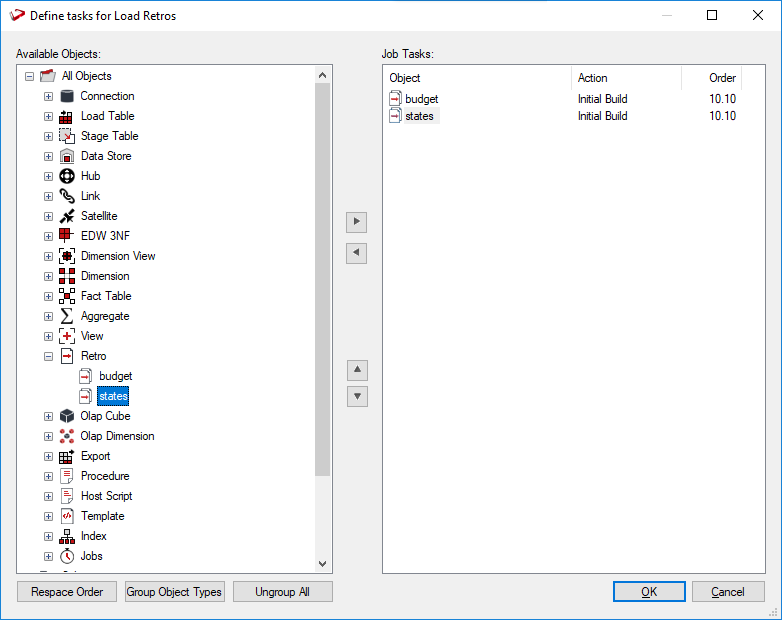 Define tasks for Load Retros
Available Objects:
All Objects
Connection
Load Table
Stage Table
Data Store
Hub
Link
Satellite
EDW 3NF
Dimension View
Dimension
Fact Table
Aggregate
View
Retro
budget
states
Olap Cube
Olap Dimension
Export
Procedure
Host Script
Template
Index
Jobs
Job Tasks:
Object Action Order
budget Initial Build 10.10
states Initial Build 10.10
Respace Order Group Object Types Ungroup All OK Cancel